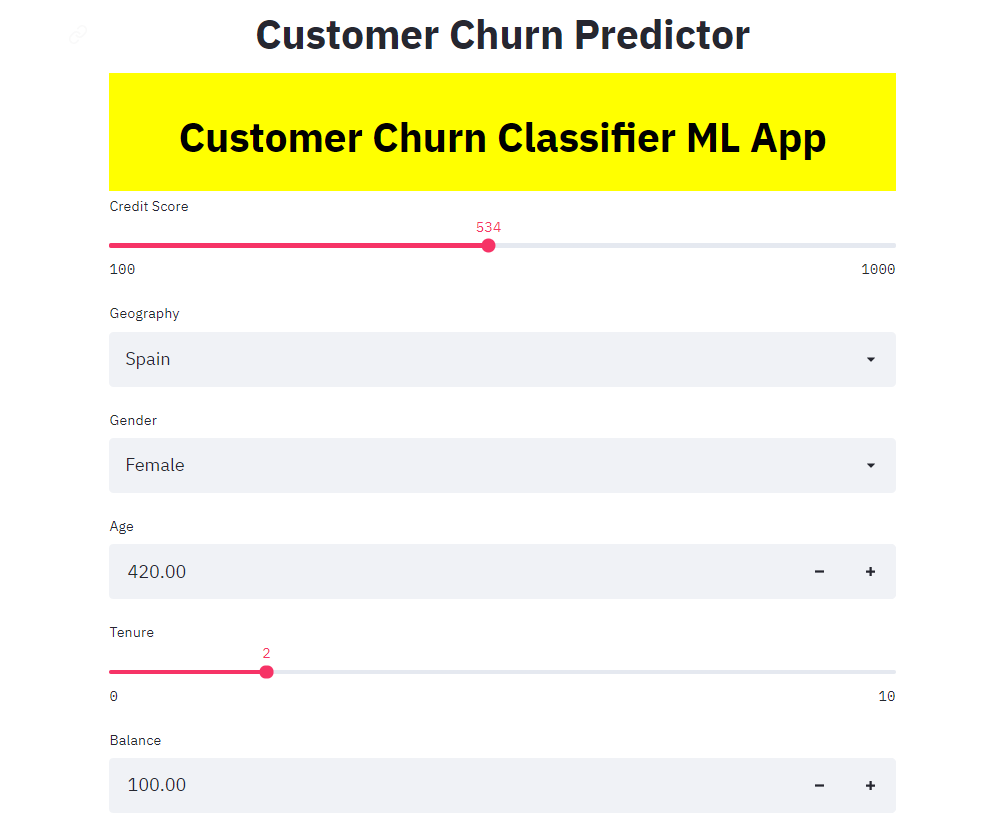 Customer Churn Predictor
Customer Churn Classifier ML App
Credit Score
534
100 1000
Geography
Spain
Gender
Female
Age
420.00
Tenure
2
0 10
Balance
100.00